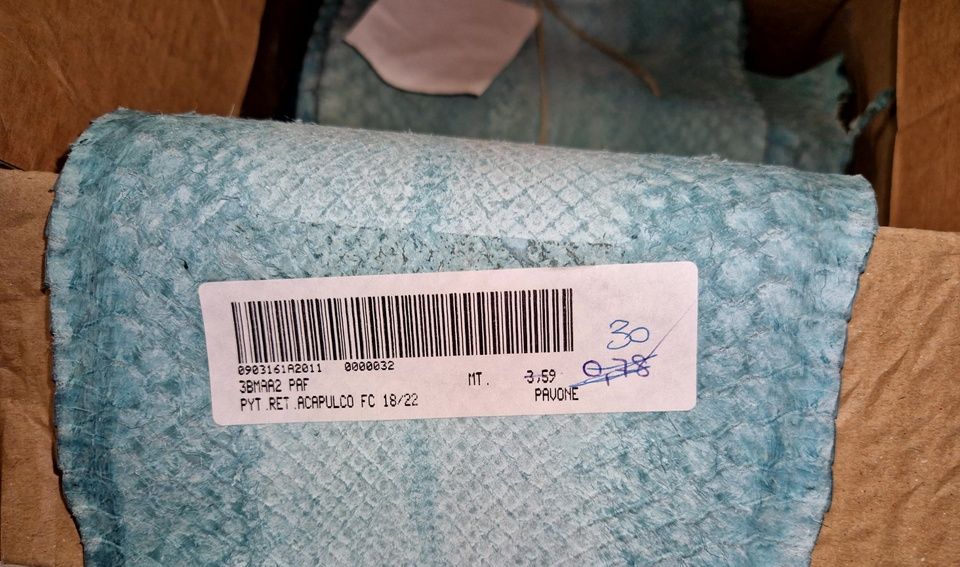 0903161A2011 0000032
3BMAA2 PAF
PYT.RET.ACAPULCO FC 18/22
MT. 3,59
PAVONE
30
0,78